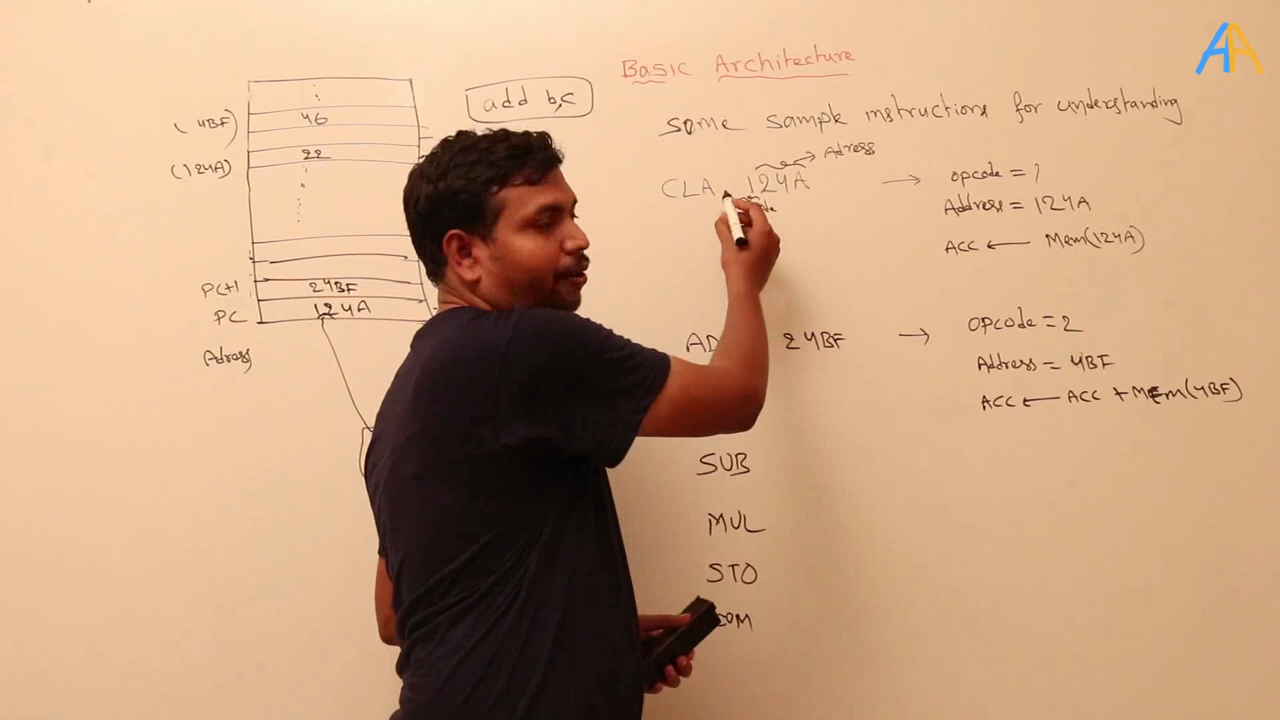 AA
Basic Architecture
add b,c
some sample instructions for understanding
(4BF)
46
(124A)
22
PC+1
24BF
PC
124A
Adress
CLA 124A → Adress
→ opcode = 1
Address = 124A
ACC ← Mem(124A)
24BF → opcode = 2
Address = 4BF
ACC ← ACC + MEm(4BF)
SUB
MUL
STO